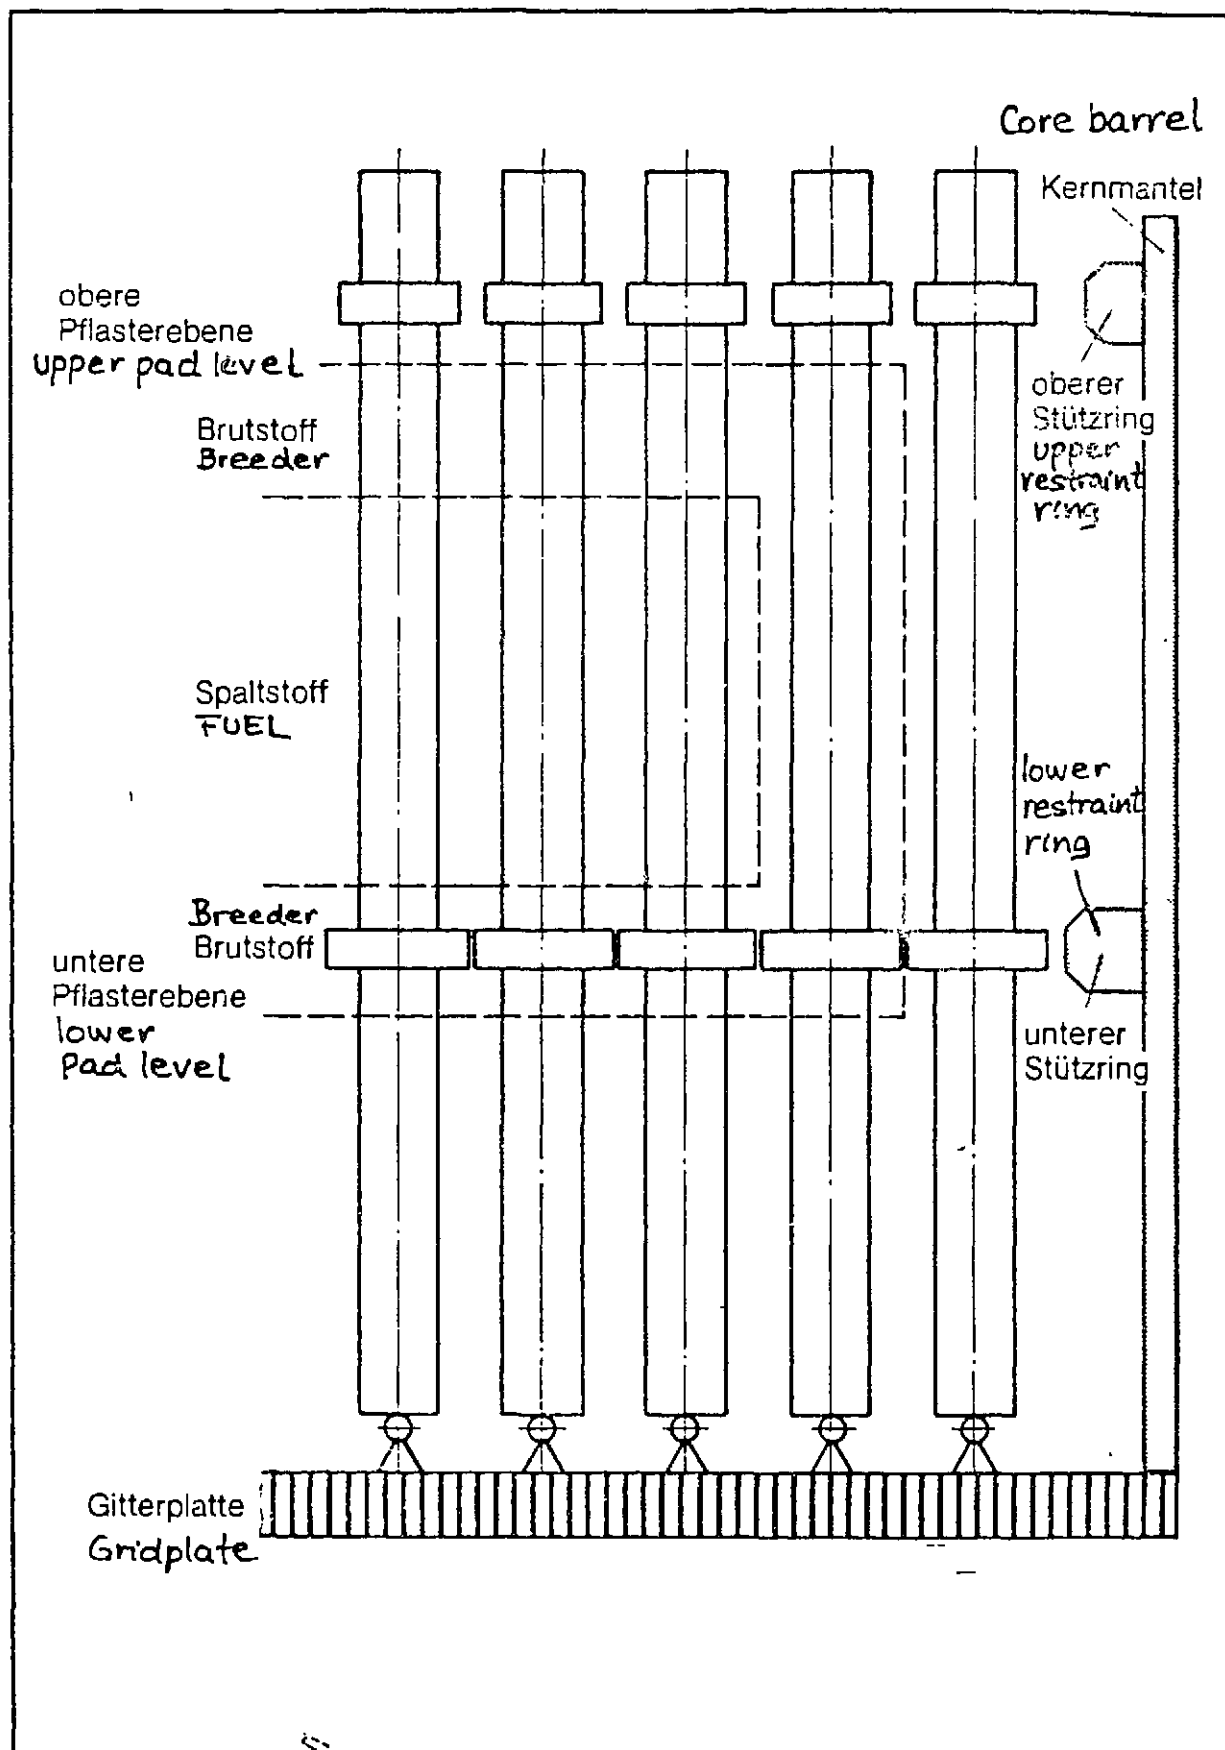 Core barrel
Kernmantel
obere
Pflasterebene
upper pad level
oberer
Stützring
upper
restraint
ring
Brutstoff
Breeder
Spaltstoff
FUEL
lower
restraint
ring
Breeder
Brutstoff
untere
Pflasterebene
lower
Pad level
unterer
Stützring
Gitterplatte
Gridplate